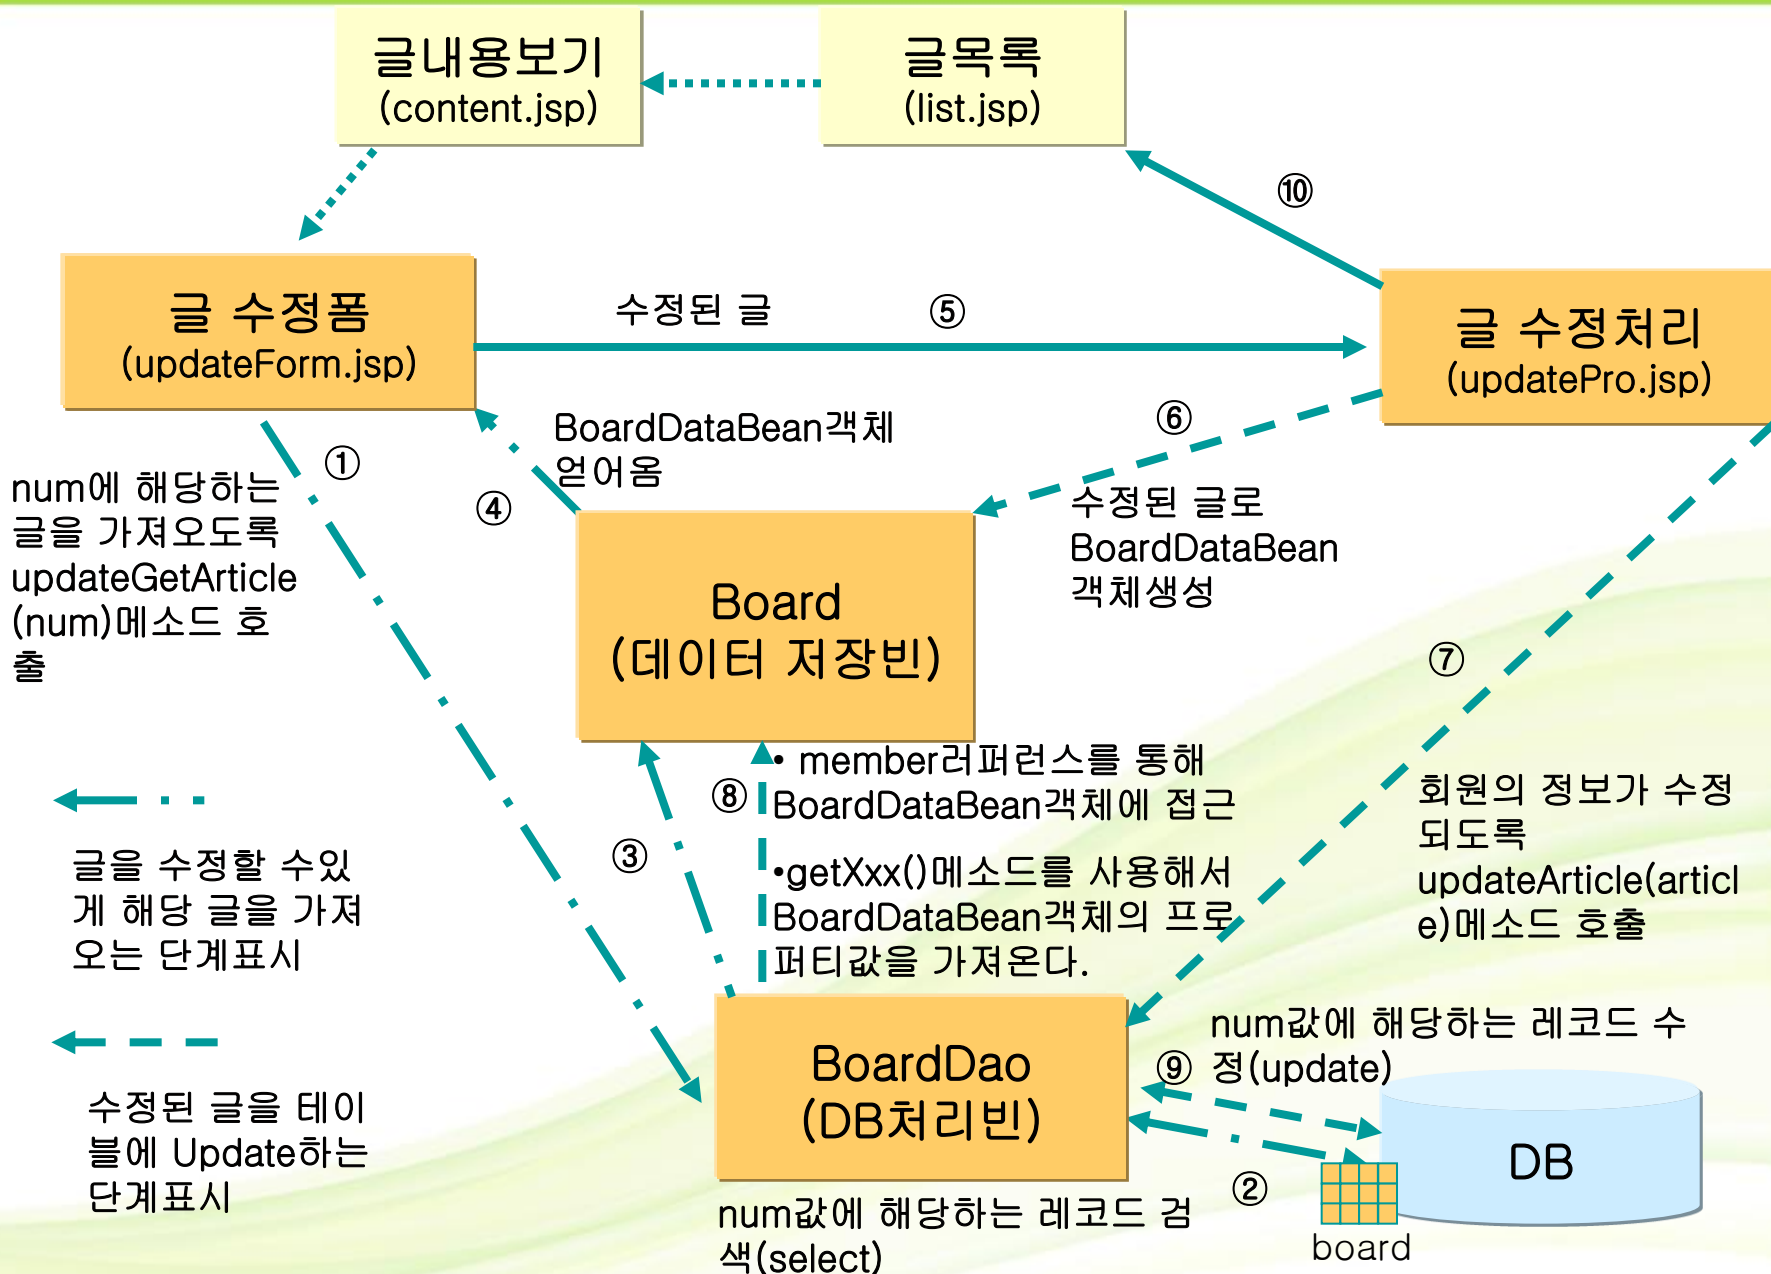 글내용보기
(content.jsp)
글목록
(list.jsp)
⑩
글 수정폼
(updateForm.jsp)
수정된 글
⑤
글 수정처리
(updatePro.jsp)
①
num에 해당하는
글을 가져오도록
updateGetArticle
(num)메소드 호
출
BoardDataBean객체
얻어옴
④
⑥
수정된 글로
BoardDataBean
객체생성
Board
(데이터 저장빈)
⑦
• member러퍼런스를 통해
BoardDataBean객체에 접근
•getXxx()메소드를 사용해서
BoardDataBean객체의 프로
퍼티값을 가져온다.
⑧
③
회원의 정보가 수정
되도록
updateArticle(articl
e)메소드 호출
글을 수정할 수있
게 해당 글을 가져
오는 단계표시
수정된 글을 테이
블에 Update하는
단계표시
BoardDao
(DB처리빈)
num값에 해당하는 레코드 수
정(update)
⑨
②
DB
board
num값에 해당하는 레코드 검
색(select)